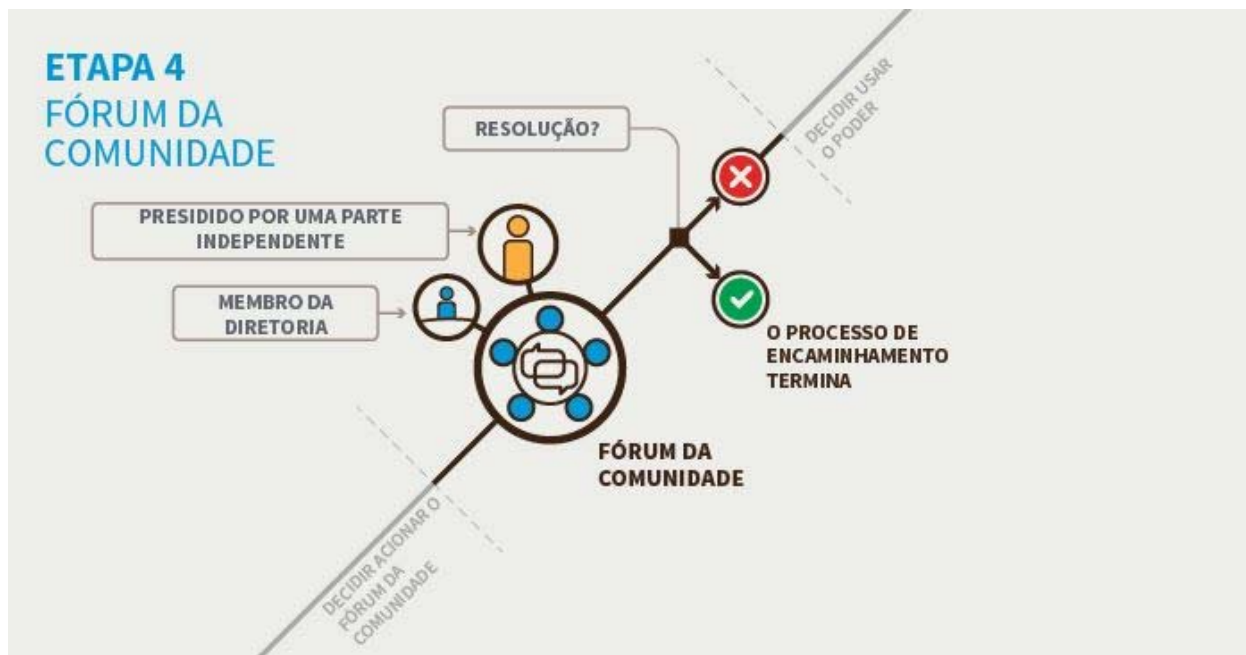 ETAPA 4
FÓRUM DA
COMUNIDADE
RESOLUÇÃO?
DECIDIR USAR
O PODER
PRESIDIDO POR UMA PARTE
INDEPENDENTE
MEMBRO DA
DIRETORIA
O PROCESSO DE
ENCAMINHAMENTO
TERMINA
FÓRUM DA
COMUNIDADE
DECIDIR ACIONAR O
FÓRUM DA
COMUNIDADE